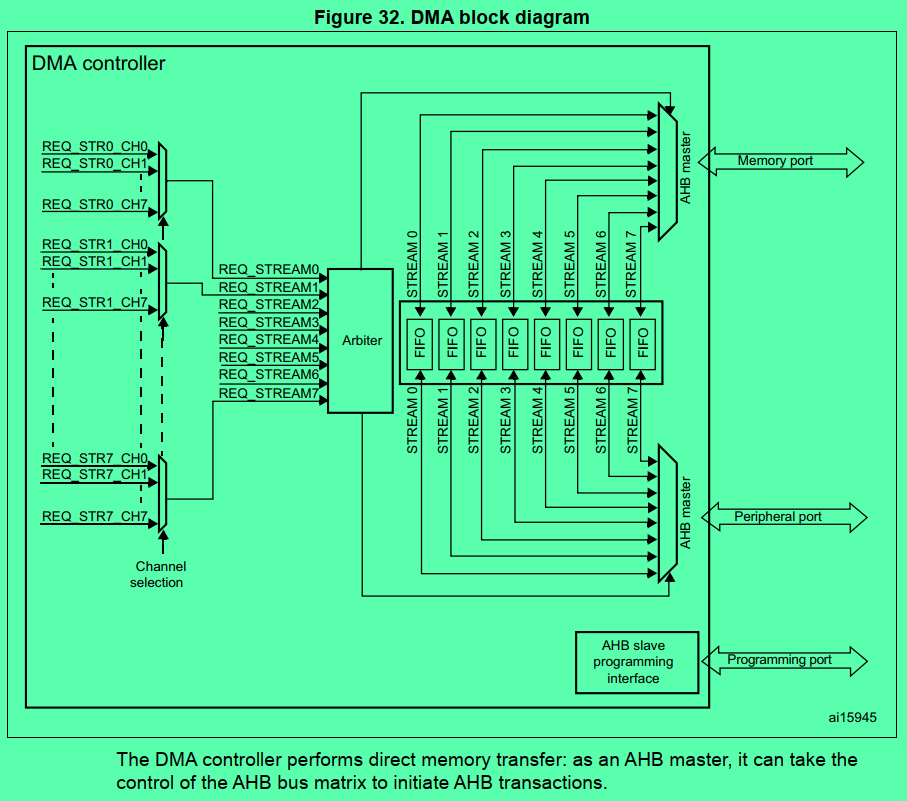 Figure 32. DMA block diagram
DMA controller
REQ_STR0_CH0
REQ_STR0_CH1
REQ_STR0_CH7
REQ_STR1_CH0
REQ_STR1_CH1
REQ_STR1_CH7
REQ_STR7_CH0
REQ_STR7_CH1
REQ_STR7_CH7
Channel
selection
REQ_STREAM0
REQ_STREAM1
REQ_STREAM2
REQ_STREAM3
REQ_STREAM4
REQ_STREAM5
REQ_STREAM6
REQ_STREAM7
Arbiter
STREAM 0
STREAM 1
STREAM 2
STREAM 3
STREAM 4
STREAM 5
STREAM 6
STREAM 7
FIFO
FIFO
FIFO
FIFO
FIFO
FIFO
FIFO
FIFO
STREAM 0
STREAM 1
STREAM 2
STREAM 3
STREAM 4
STREAM 5
STREAM 6
STREAM 7
AHB master
Memory port
AHB master
Peripheral port
AHB slave
programming
interface
Programming port
ai15945
The DMA controller performs direct memory transfer: as an AHB master, it can take the
control of the AHB bus matrix to initiate AHB transactions.